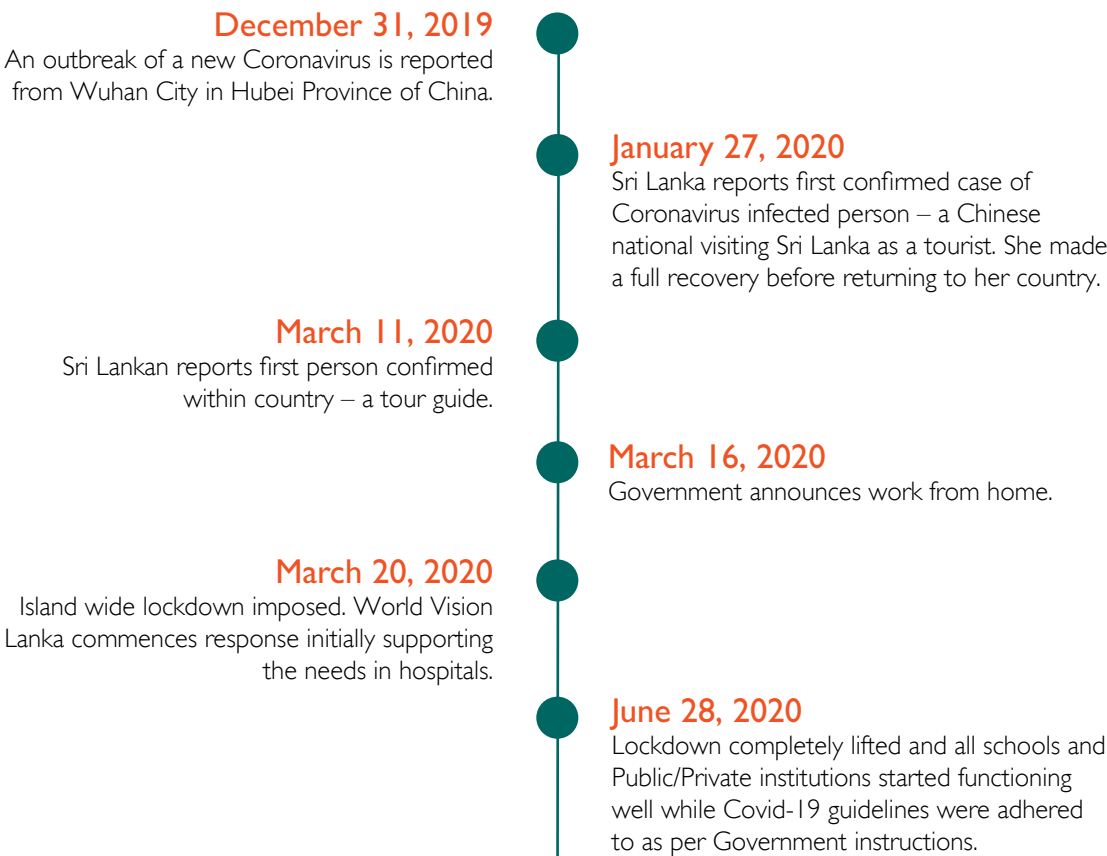 December 31, 2019
An outbreak of a new Coronavirus is reported
from Wuhan City in Hubei Province of China.
January 27, 2020
Sri Lanka reports first confirmed case of
Coronavirus infected person – a Chinese
national visiting Sri Lanka as a tourist. She made
a full recovery before returning to her country.
March 11, 2020
Sri Lankan reports first person confirmed
within country – a tour guide.
March 16, 2020
Government announces work from home.
March 20, 2020
Island wide lockdown imposed. World Vision
Lanka commences response initially supporting
the needs in hospitals.
June 28, 2020
Lockdown completely lifted and all schools and
Public/Private institutions started functioning
well while Covid-19 guidelines were adhered
to as per Government instructions.